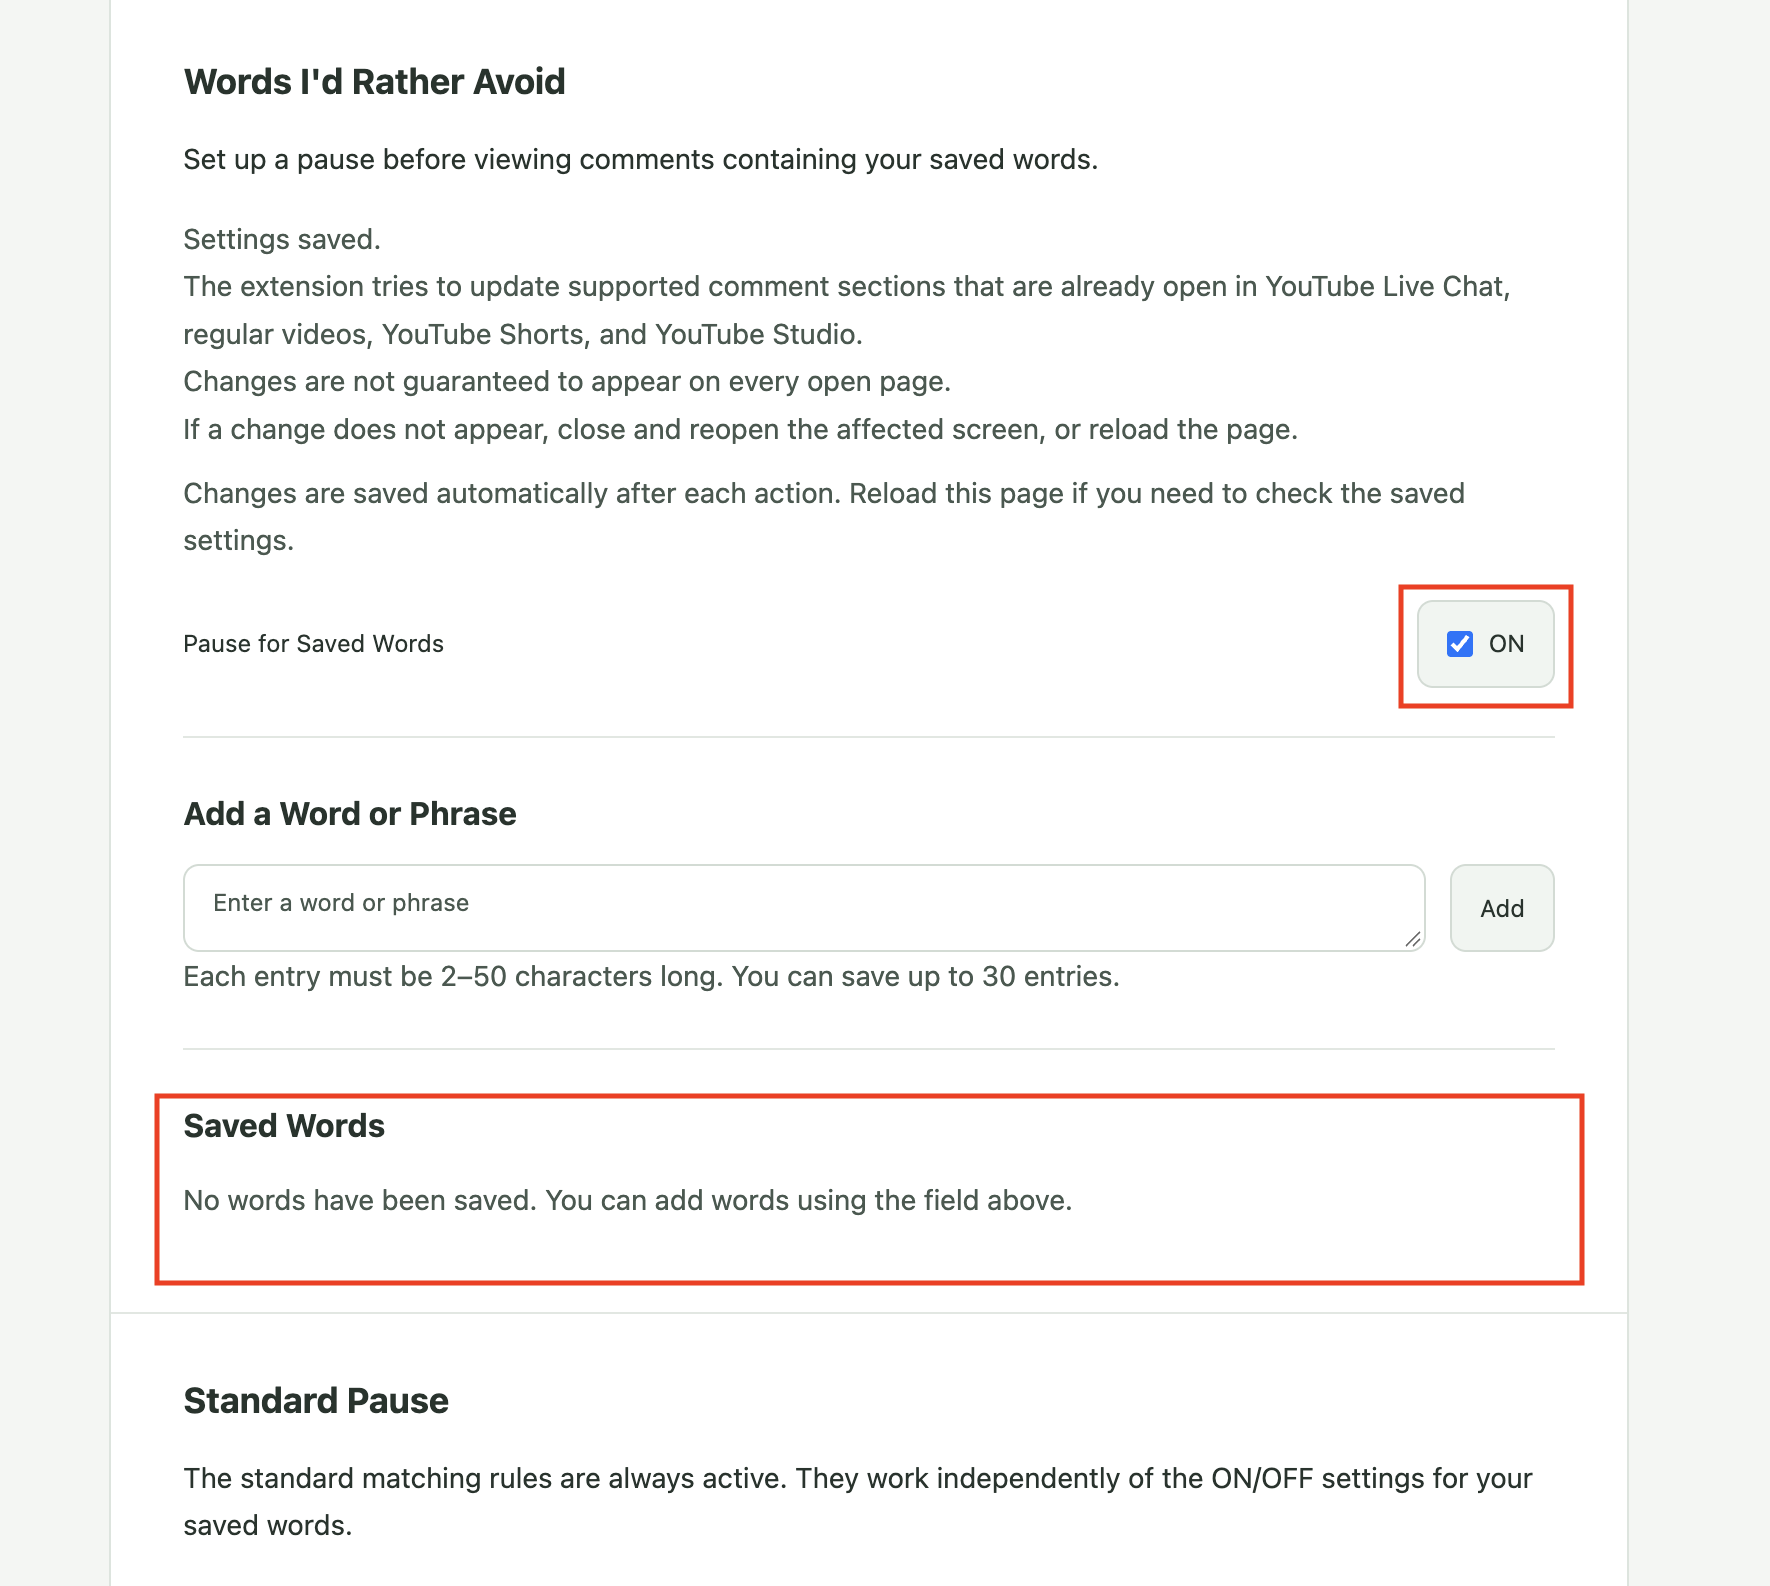 Words I'd Rather Avoid
Set up a pause before viewing comments containing your saved words.
Settings saved.
The extension tries to update supported comment sections that are already open in YouTube Live Chat,
regular videos, YouTube Shorts, and YouTube Studio.
Changes are not guaranteed to appear on every open page.
If a change does not appear, close and reopen the affected screen, or reload the page.
Changes are saved automatically after each action. Reload this page if you need to check the saved
settings.
Pause for Saved Words
ON
Add a Word or Phrase
Enter a word or phrase
Add
Each entry must be 2–50 characters long. You can save up to 30 entries.
Saved Words
No words have been saved. You can add words using the field above.
Standard Pause
The standard matching rules are always active. They work independently of the ON/OFF settings for your
saved words.